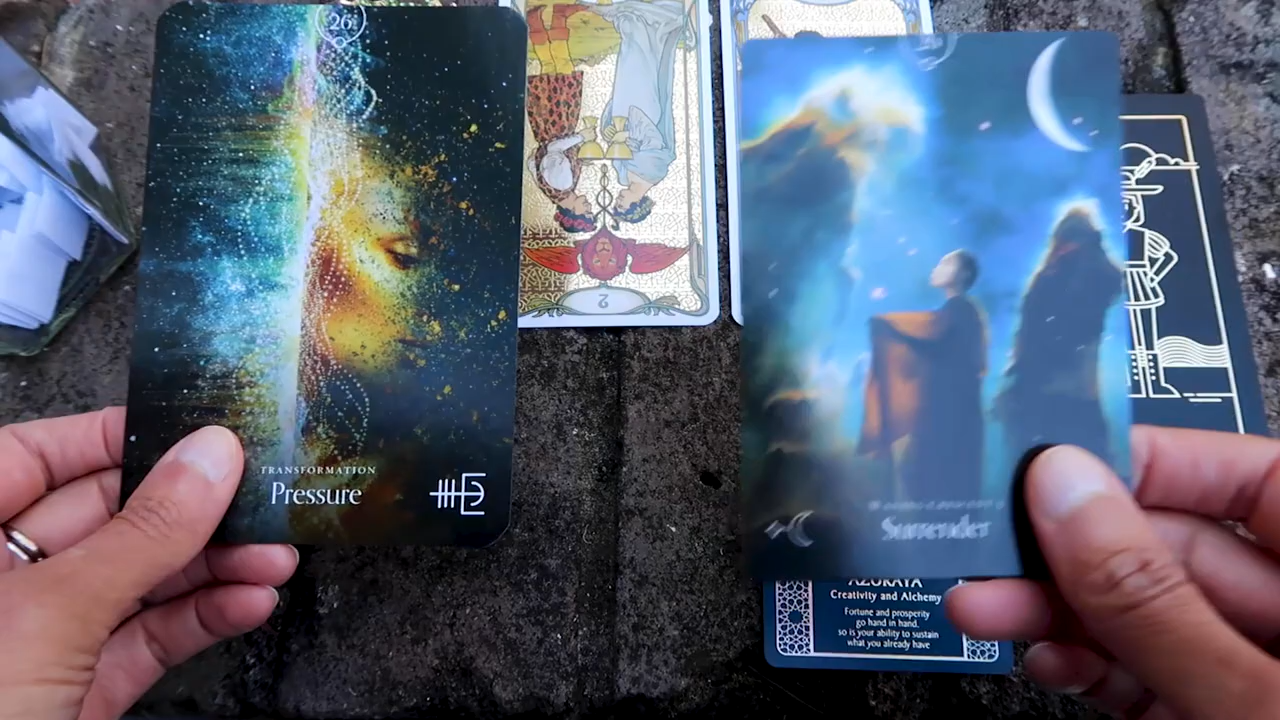 26
TRANSFORMATION
Pressure
2
Surrender
AZURAYA
Creativity and Alchemy
Fortune and prosperity
go hand in hand.
so is your ability to sustain
what you already have